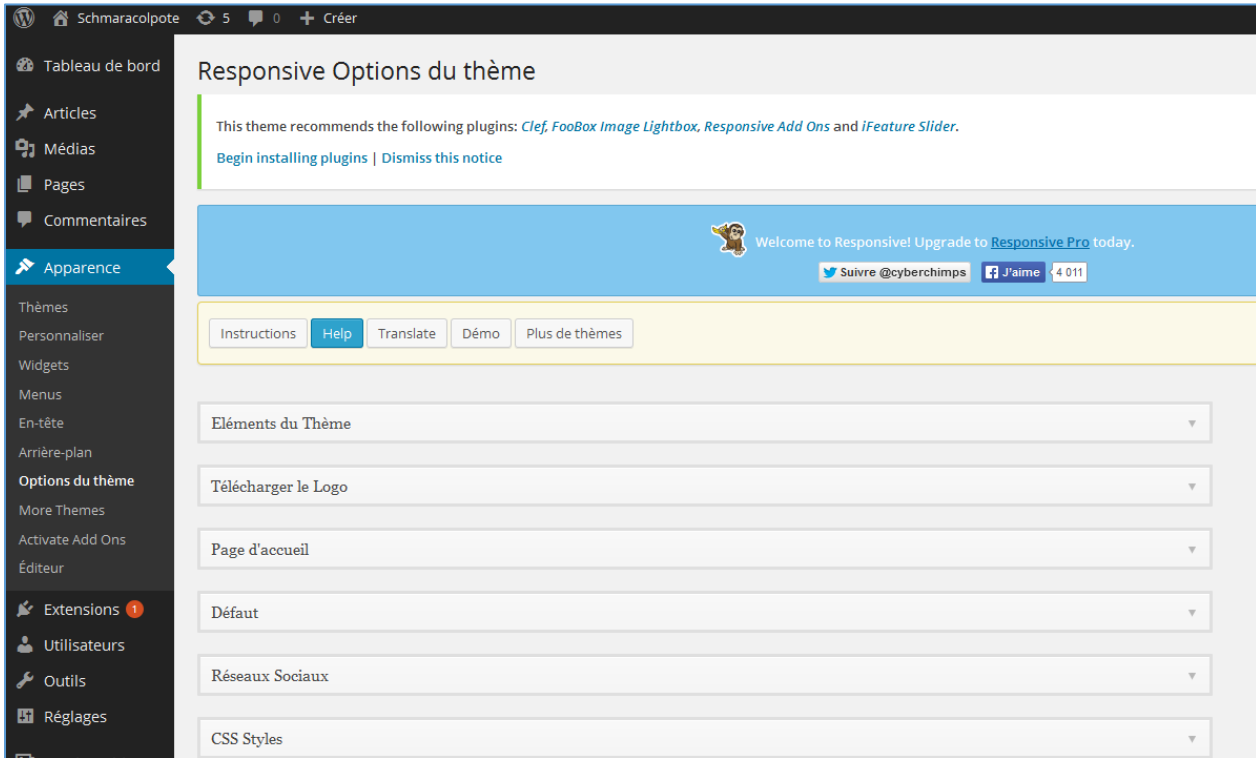 Schmaracolpote 5 0 + Créer
Tableau de bord
Articles
Médias
Pages
Commentaires
Apparence
Thèmes
Personnaliser
Widgets
Menus
En-tête
Arrière-plan
Options du thème
More Themes
Activate Add Ons
Éditeur
Extensions 1
Utilisateurs
Outils
Réglages
Responsive Options du thème
This theme recommends the following plugins: Clef, FooBox Image Lightbox, Responsive Add Ons and iFeature Slider.
Begin installing plugins | Dismiss this notice
Welcome to Responsive! Upgrade to Responsive Pro today.
Suivre @cyberchimps J'aime 4 011
Instructions Help Translate Démo Plus de thèmes
Eléments du Thème
Télécharger le Logo
Page d'accueil
Défaut
Réseaux Sociaux
CSS Styles